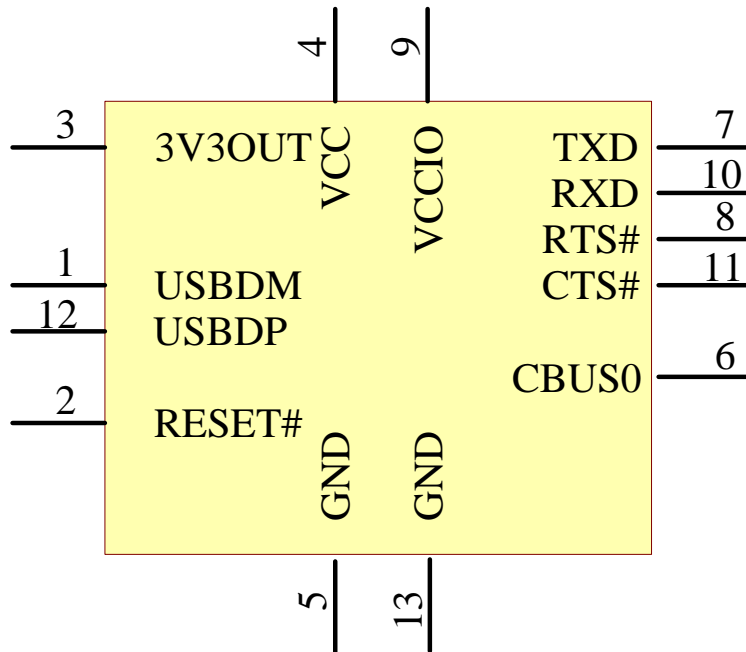 4
9
3
3V3OUT
VCC
VCCIO
TXD
7
RXD
10
RTS#
8
1
USBDM
CTS#
11
12
USBDP
CBUS0
6
2
RESET#
GND
GND
5
13